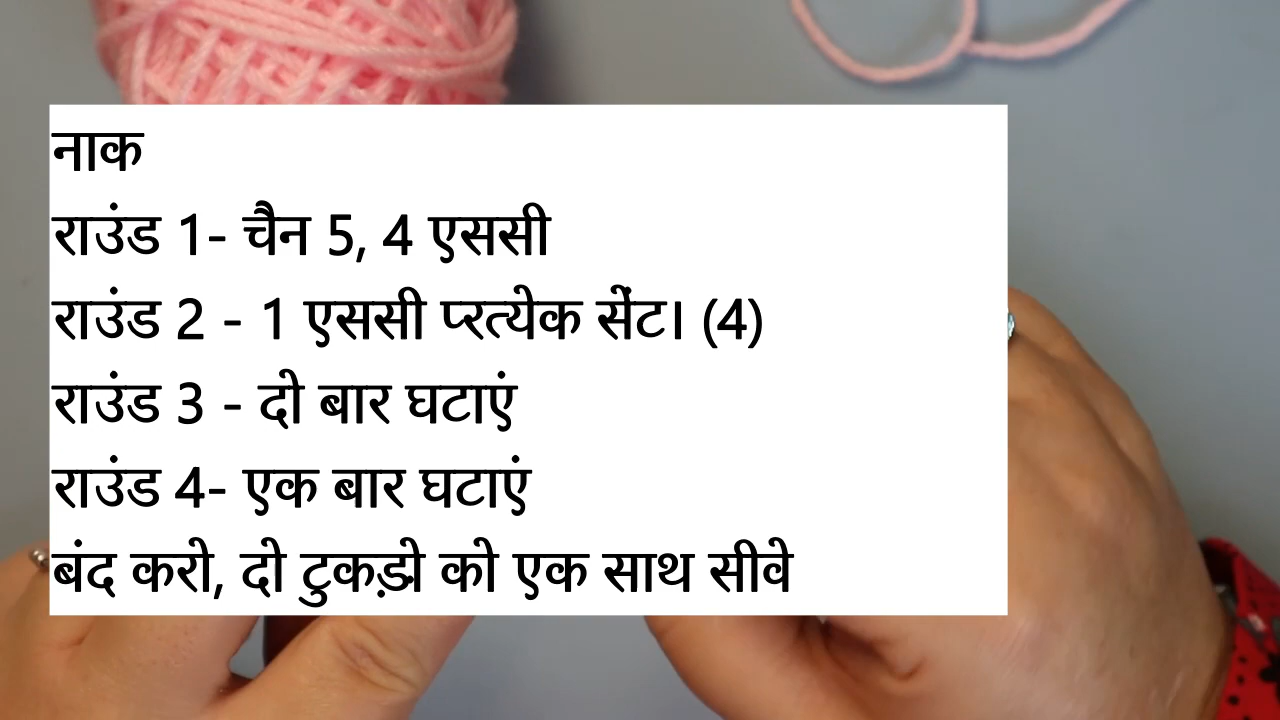 नाक
राउंड 1- चैन 5, 4 एससी
राउंड 2 - 1 एससी प्रत्येक सेंट। (4)
राउंड 3 - दो बार घटाएं
राउंड 4- एक बार घटाएं
बंद करो, दो टुकड़ो को एक साथ सीवे